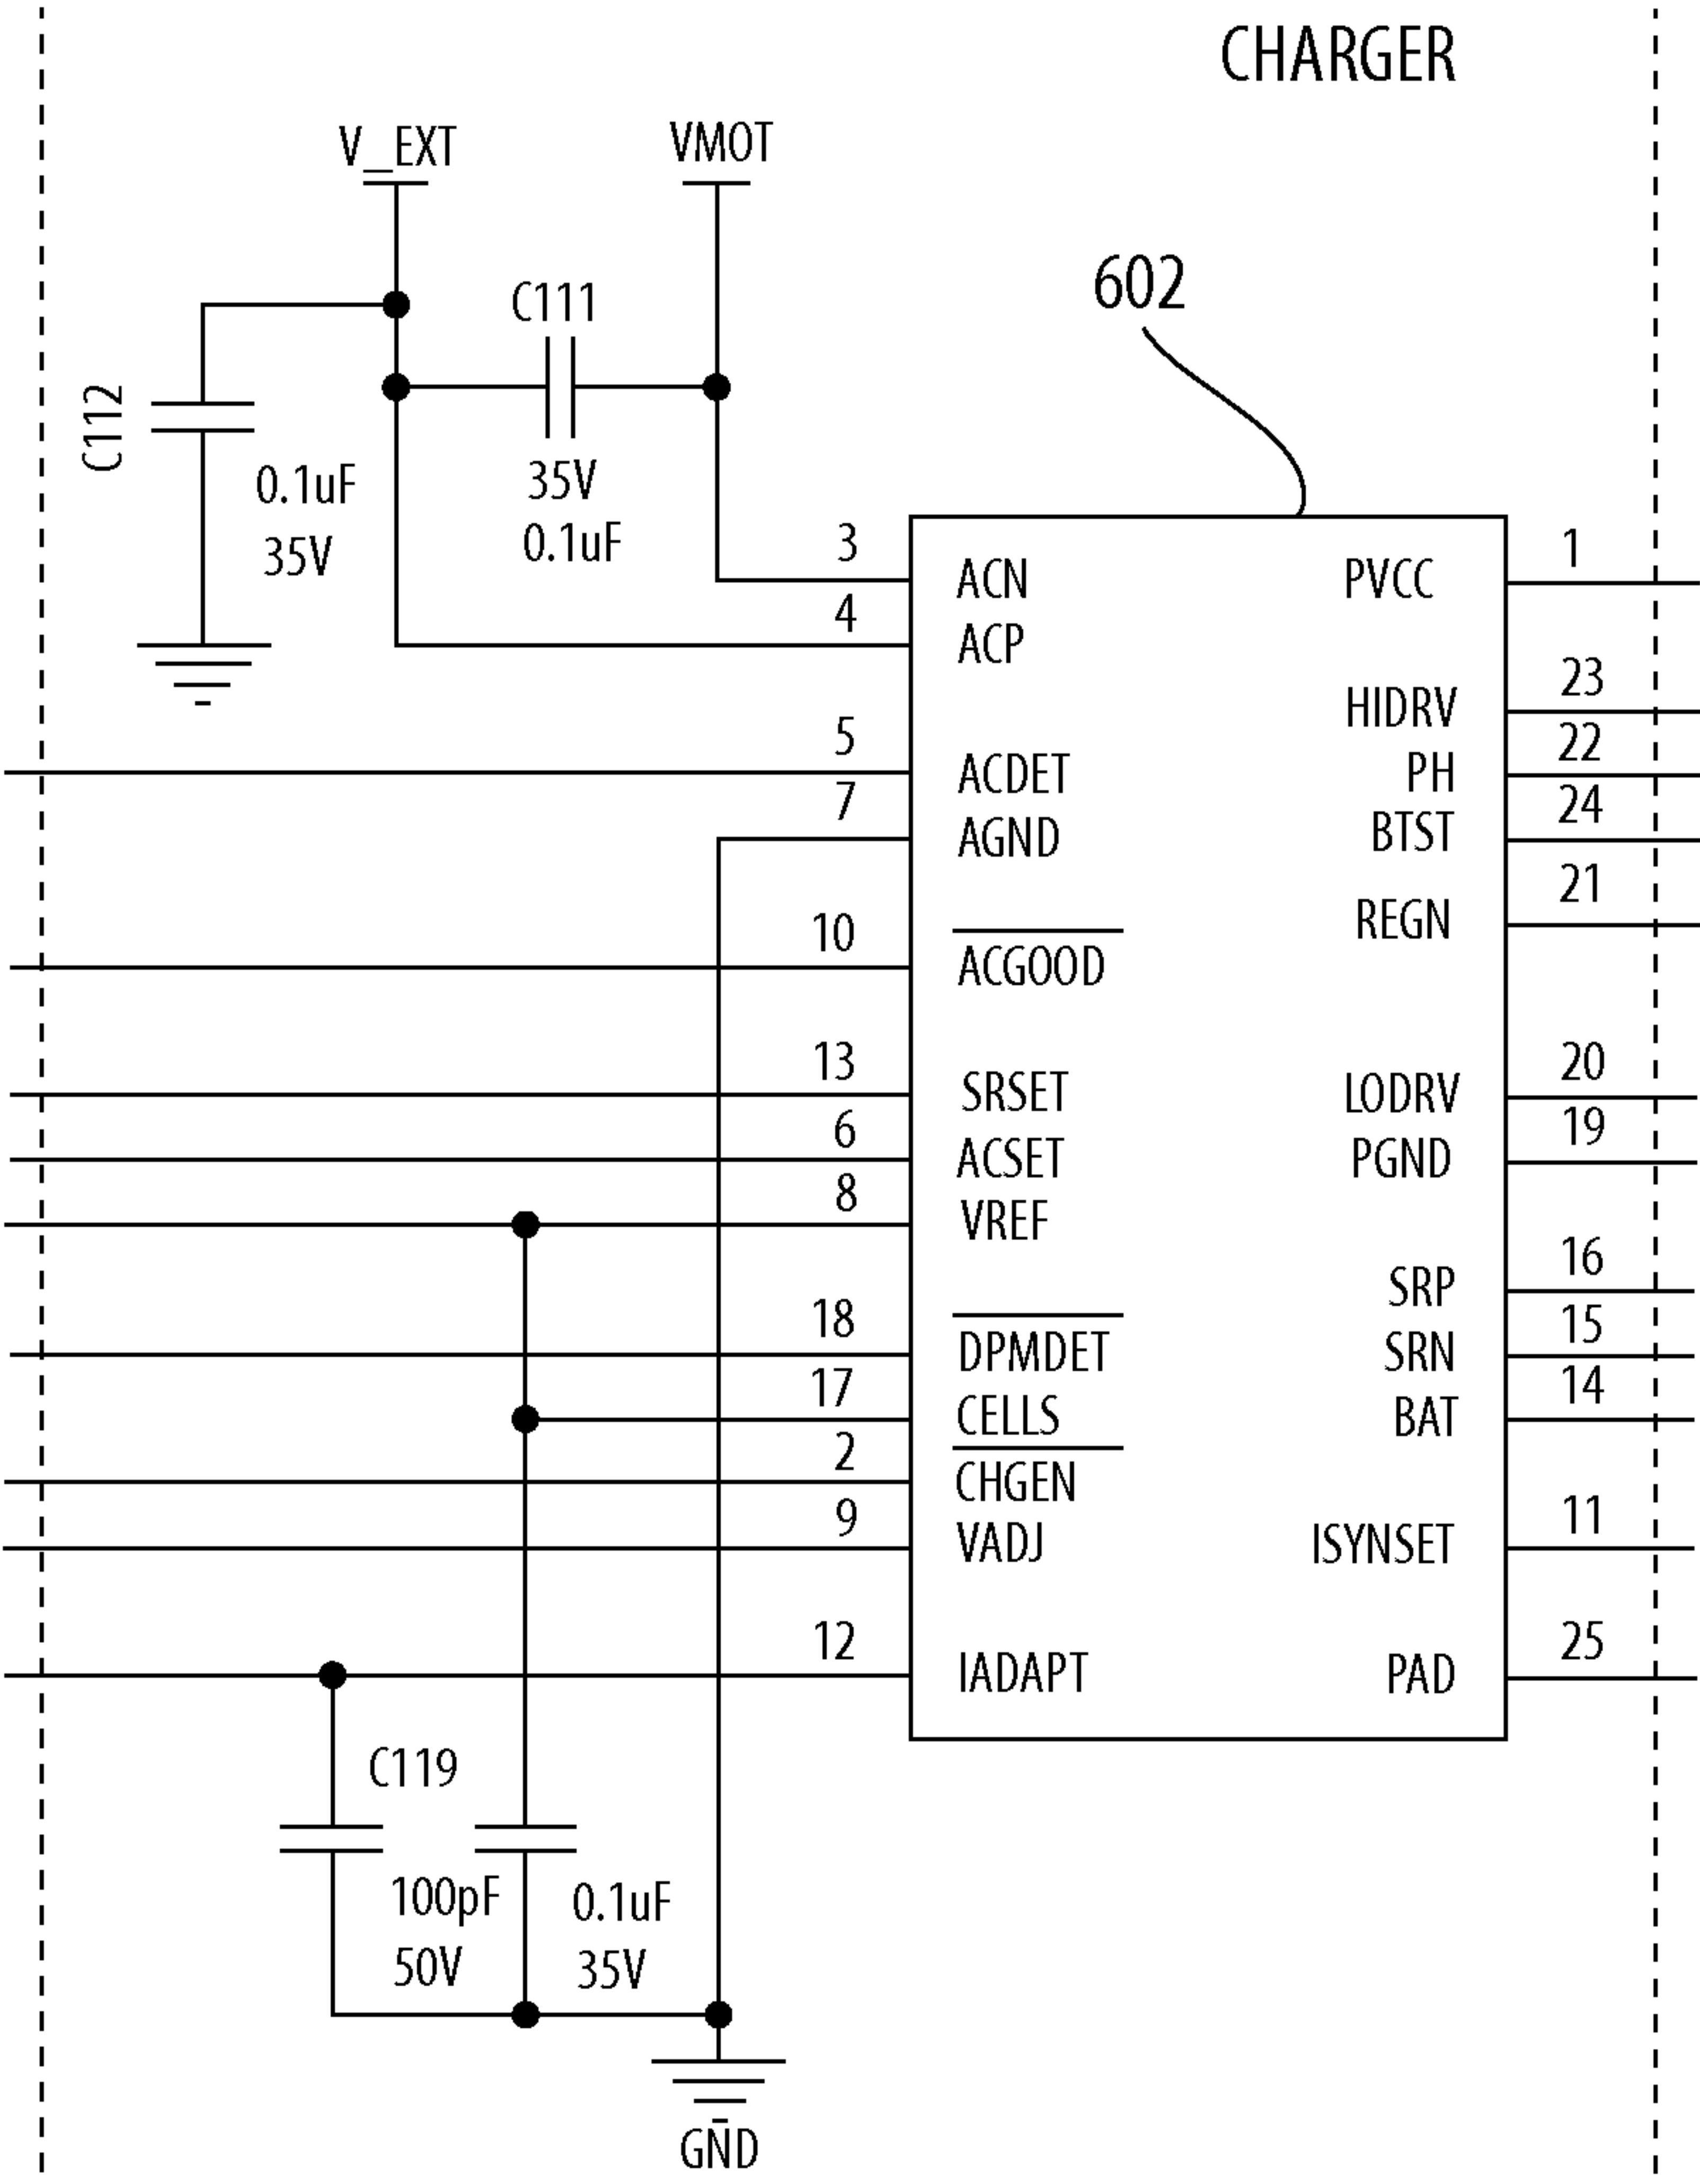 CHARGER
V_EXT
VMOT
602
C111
C112
35V
0.1uF
0.1uF
35V
3
ACN
PVCC
1
4
ACP
HIDRV
23
5
ACDET
PH
22
7
AGND
BTST
24
10
ACGOOD
REGN
21
13
SRSET
LODRV
20
6
ACSET
PGND
19
8
VREF
SRP
16
18
DPMDET
SRN
15
17
CELLS
BAT
14
2
CHGEN
9
VADJ
ISYNSET
11
12
IADAPT
PAD
25
C119
100pF
50V
0.1uF
35V
GND